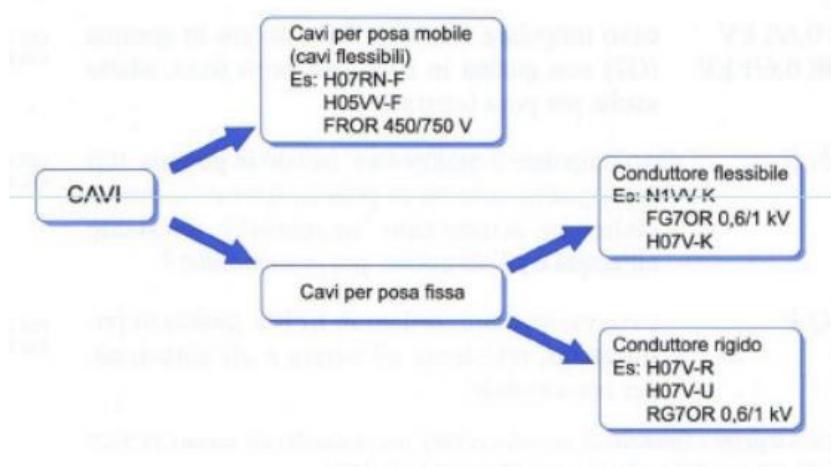 Cavi per posa mobile
(cavi flessibili)
Es: H07RN-F
H05VV-F
FROR 450/750 V
CAVI
Conduttore flessibile
Es: N1VV-K
FG7OR 0,6/1 kV
H07V-K
Cavi per posa fissa
Conduttore rigido
Es: H07V-R
H07V-U
RG7OR 0,6/1 kV